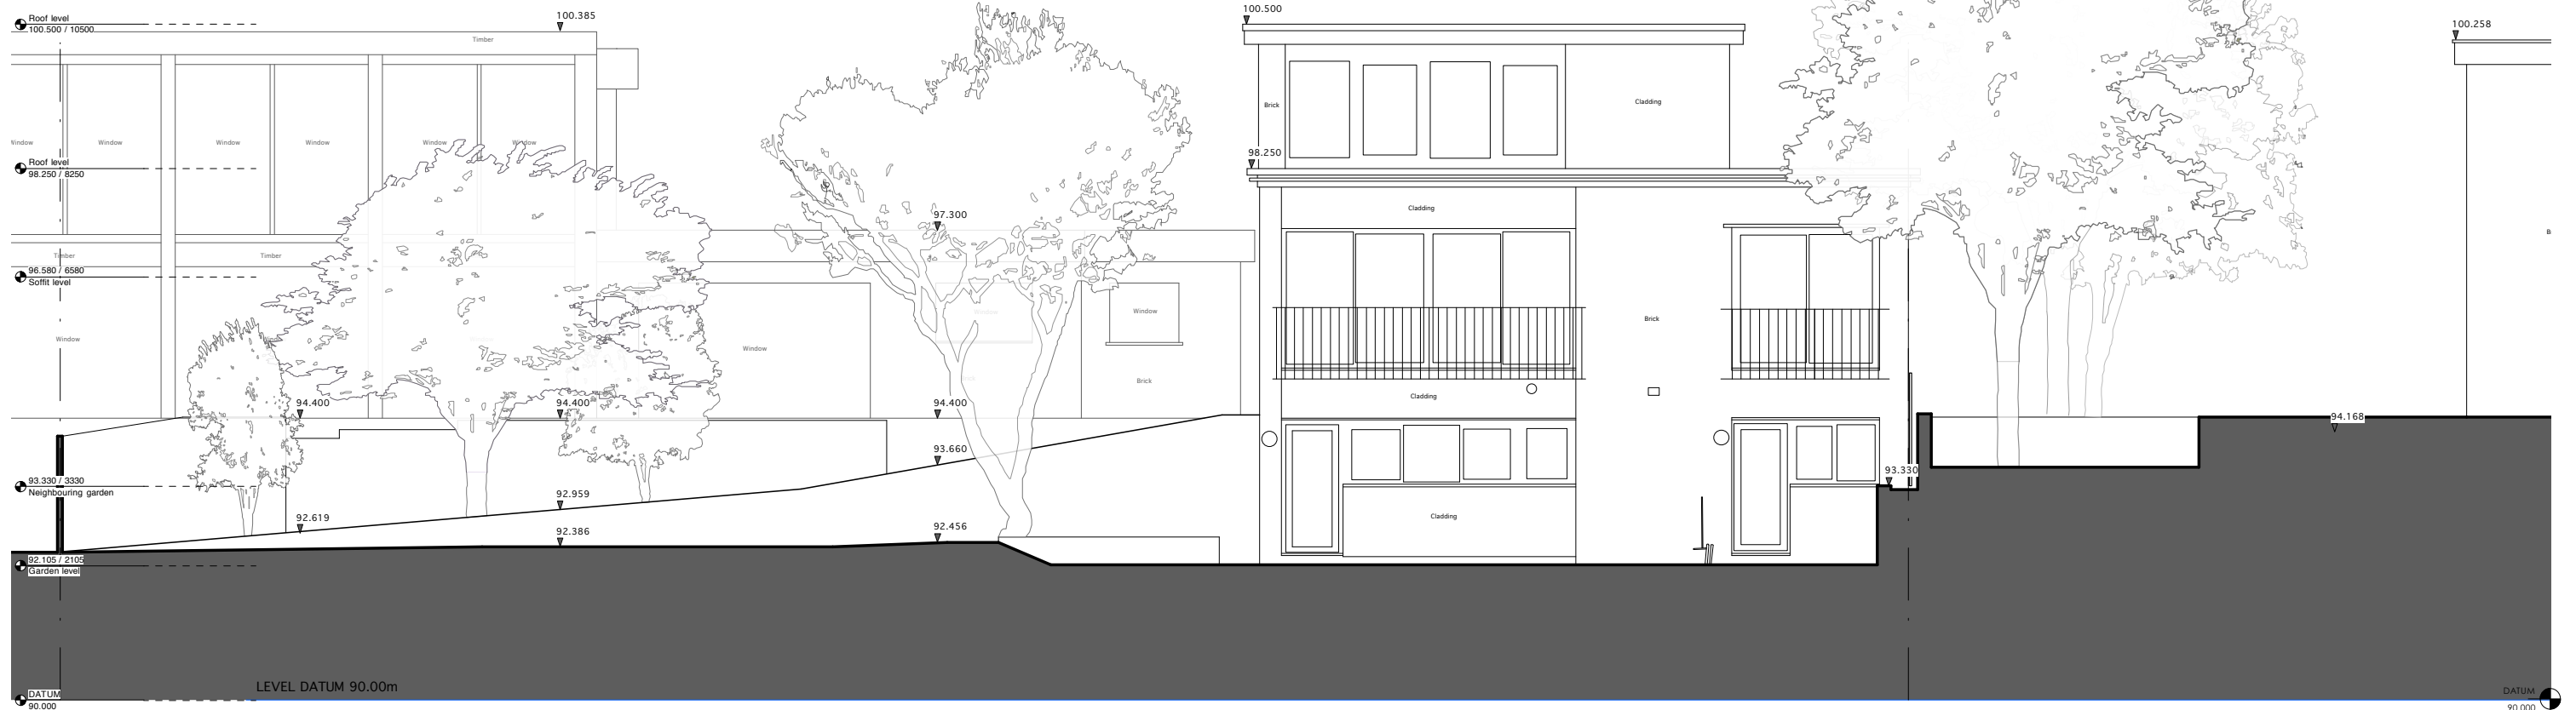 Roof level
100.500 / 10500
100.385
Timber
100.500
100.258
Brick
Cladding
Window
Window
Window
Window
Window
Window
Roof level
98.250 / 8250
98.250
Cladding
97.300
Timber
Timber
96.580 / 6580
Soffit level
Window
Window
Window
Window
Brick
Brick
Cladding
94.400
94.400
94.400
94.168
93.660
93.330
93.330 / 3330
Neighbouring garden
92.959
92.619
92.386
92.456
Cladding
92.105 / 2105
Garden level
LEVEL DATUM 90.00m
DATUM
90.000
DATUM
90.000